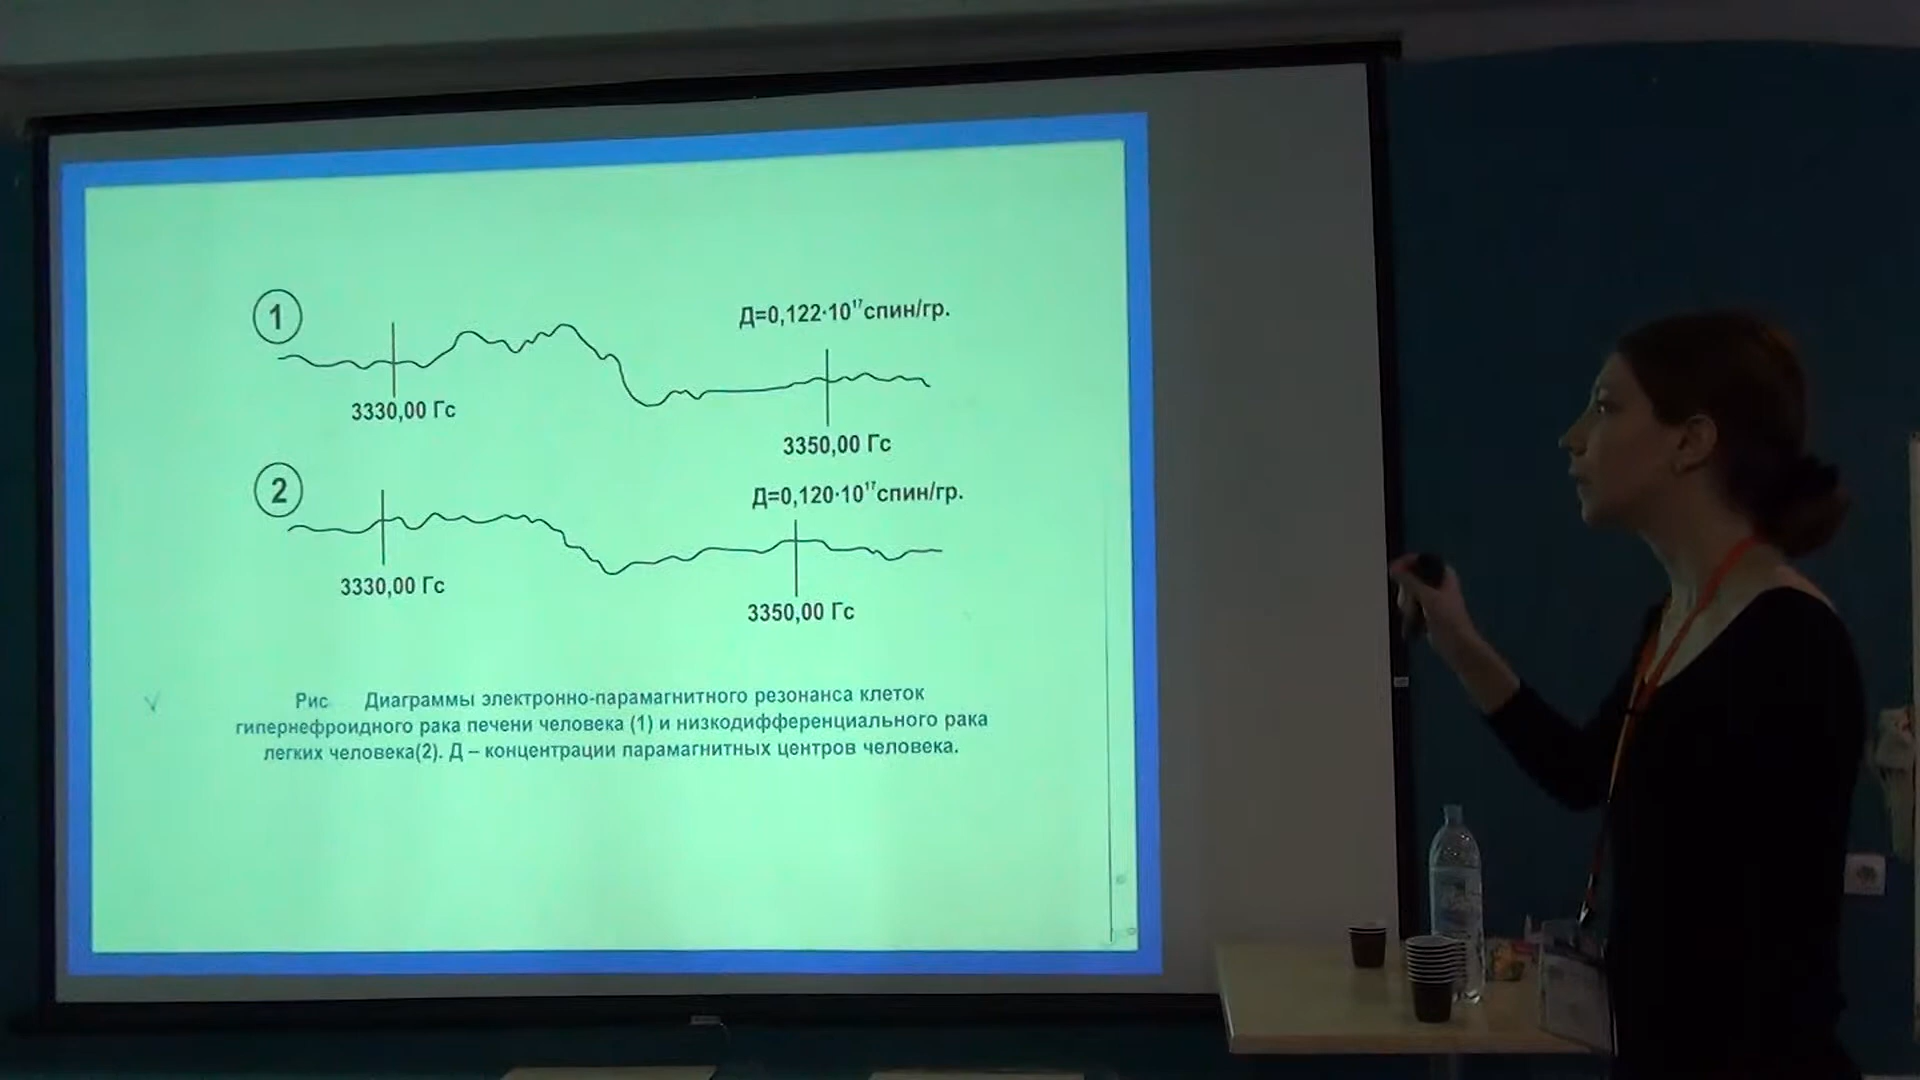 1
Д=0,122·10¹⁷спин/гр.
3330,00 Гс
3350,00 Гс
2
Д=0,120·10¹⁷спин/гр.
3330,00 Гс
3350,00 Гс
Рис Диаграммы электронно-парамагнитного резонанса клеток
гипернефроидного рака печени человека (1) и низкодифференциального рака
легких человека(2). Д – концентрации парамагнитных центров человека.